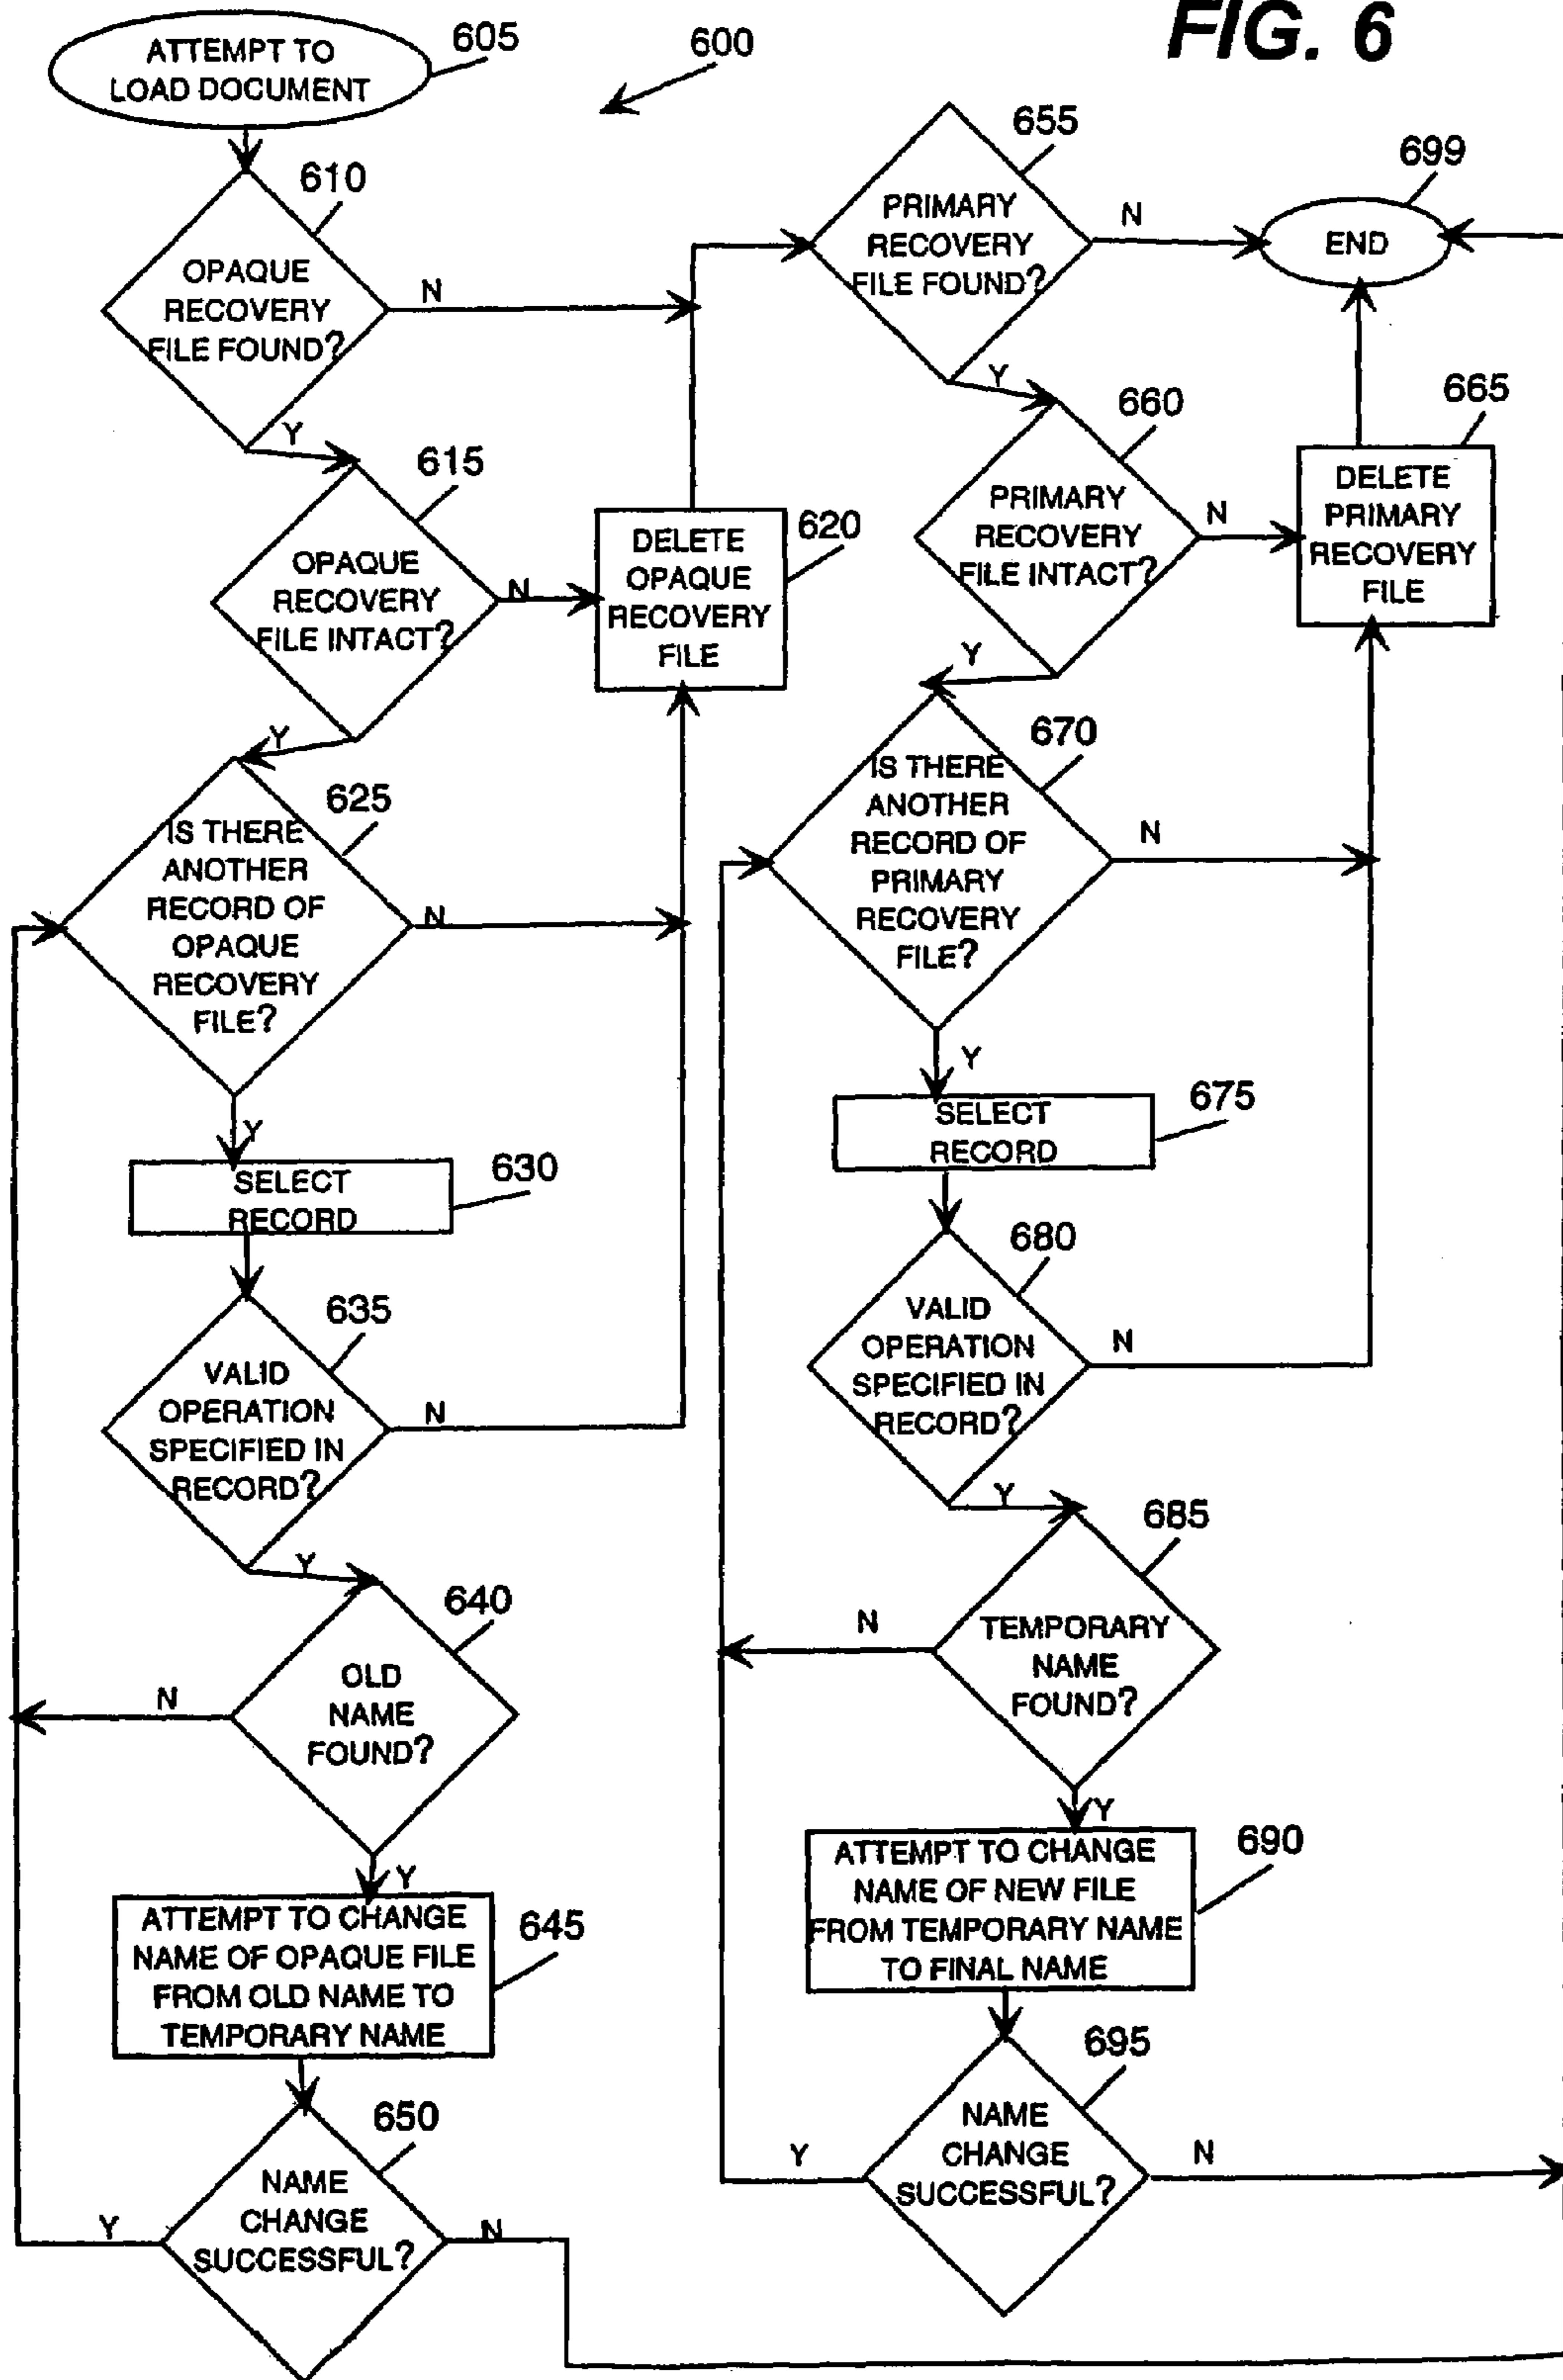 FIG. 6
600
605
ATTEMPT TO
LOAD DOCUMENT
610
OPAQUE
RECOVERY
FILE FOUND?
N
Y
615
OPAQUE
RECOVERY
FILE INTACT?
N
Y
620
DELETE
OPAQUE
RECOVERY
FILE
625
IS THERE
ANOTHER
RECORD OF
OPAQUE
RECOVERY
FILE?
N
Y
630
SELECT
RECORD
635
VALID
OPERATION
SPECIFIED IN
RECORD?
N
Y
640
OLD
NAME
FOUND?
N
Y
645
ATTEMPT TO CHANGE
NAME OF OPAQUE FILE
FROM OLD NAME TO
TEMPORARY NAME
650
NAME
CHANGE
SUCCESSFUL?
Y
N
655
PRIMARY
RECOVERY
FILE FOUND?
N
Y
699
END
660
PRIMARY
RECOVERY
FILE INTACT?
N
Y
665
DELETE
PRIMARY
RECOVERY
FILE
670
IS THERE
ANOTHER
RECORD OF
PRIMARY
RECOVERY
FILE?
N
Y
675
SELECT
RECORD
680
VALID
OPERATION
SPECIFIED IN
RECORD?
N
Y
685
TEMPORARY
NAME
FOUND?
N
Y
690
ATTEMPT TO CHANGE
NAME OF NEW FILE
FROM TEMPORARY NAME
TO FINAL NAME
695
NAME
CHANGE
SUCCESSFUL?
Y
N